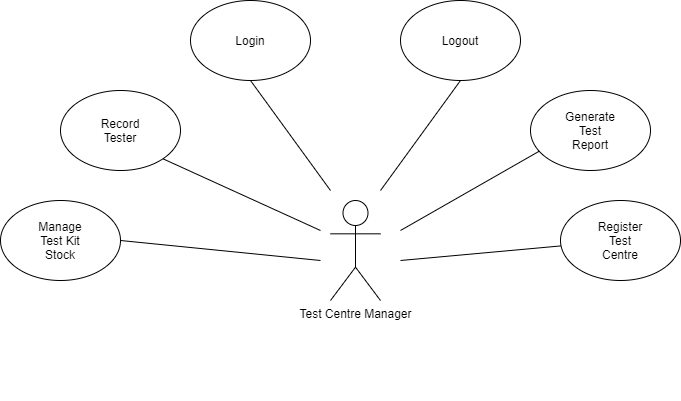 Login
Logout
Record
Tester
Generate
Test
Report
Manage
Test Kit
Stock
Register
Test
Centre
Test Centre Manager